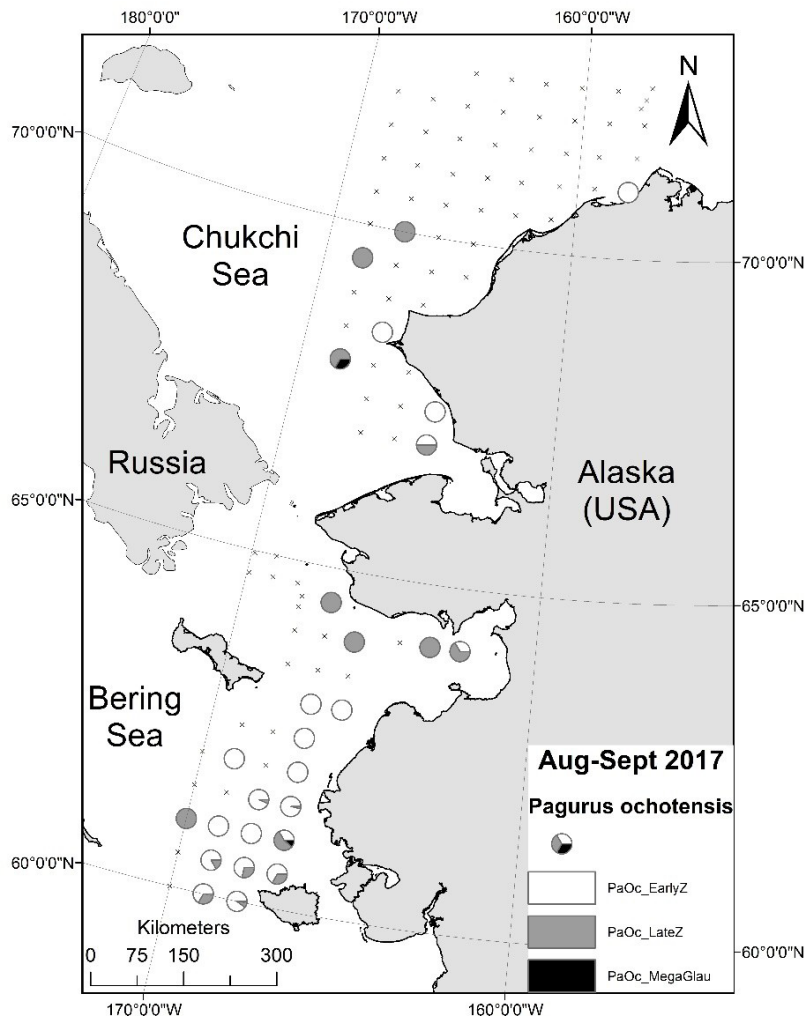 180°0'0"
170°0'0"W
160°0'0"W
N
70°0'0"N
Chukchi
Sea
70°0'0"N
Russia
Alaska
(USA)
65°0'0"N
65°0'0"N
Bering
Sea
Aug-Sept 2017
Pagurus ochotensis
60°0'0"N
PaOc_EarlyZ
Kilometers
PaOc_LateZ
60°0'0"N
0 75 150 300
PaOc_MegaGlau
170°0'0"W
160°0'0"W